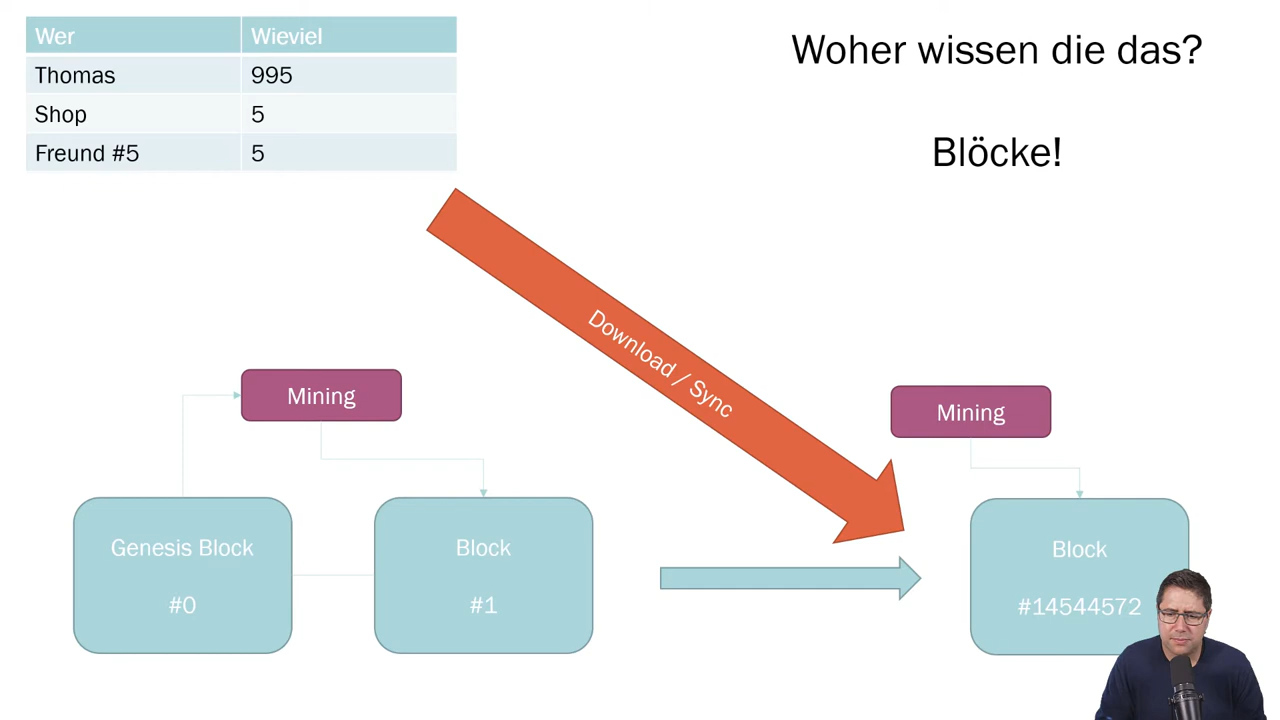 Wer Wieviel
Thomas 995
Shop 5
Freund #5 5
Woher wissen die das?
Blöcke!
Download / Sync
Mining
Mining
Genesis Block
#0
Block
#1
Block
#14544572